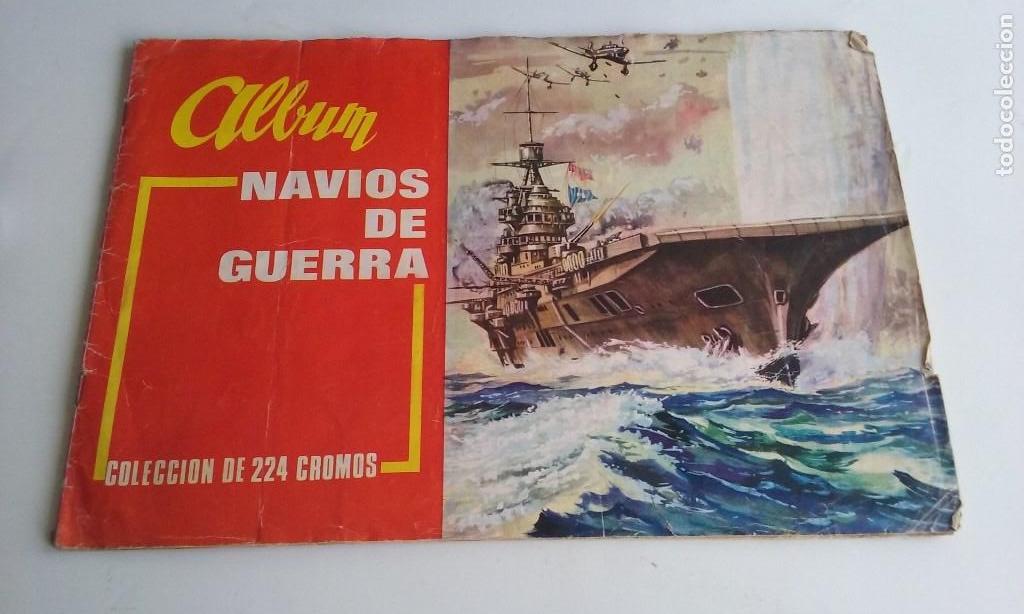 Album
NAVIOS
DE
GUERRA
COLECCION DE 224 CROMOS
todocoleccion